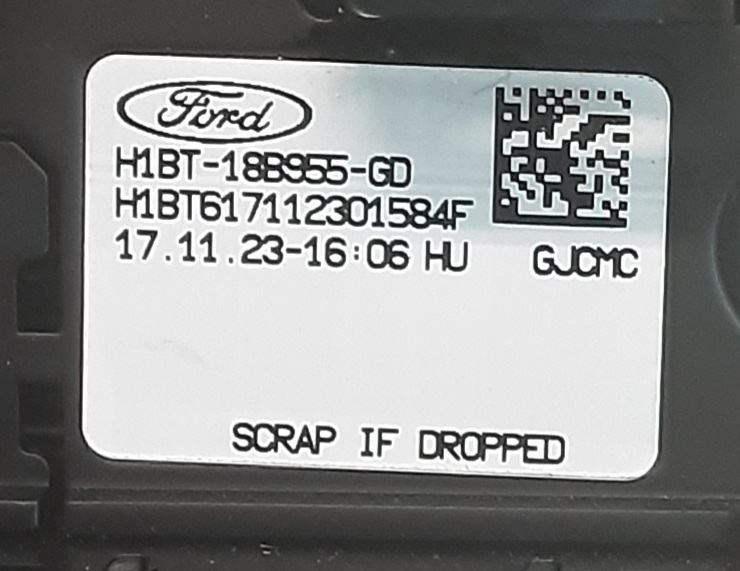 Ford
H1BT-18B955-GD
H1BT617112301584F
17.11.23-16:06 HU GJCMC
SCRAP IF DROPPED